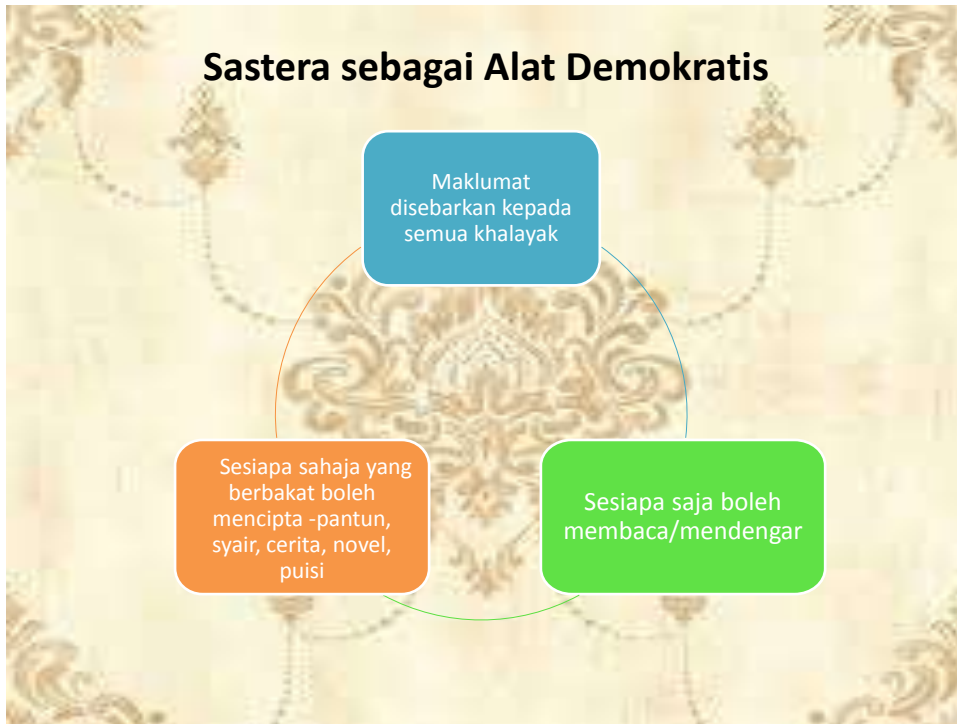 Sastera sebagai Alat Demokratis
Maklumat
disebarkan kepada
semua khalayak
Sesiapa saja boleh
membaca/mendengar
Sesiapa sahaja yang
berbakat boleh
mencipta -pantun,
syair, cerita, novel,
puisi